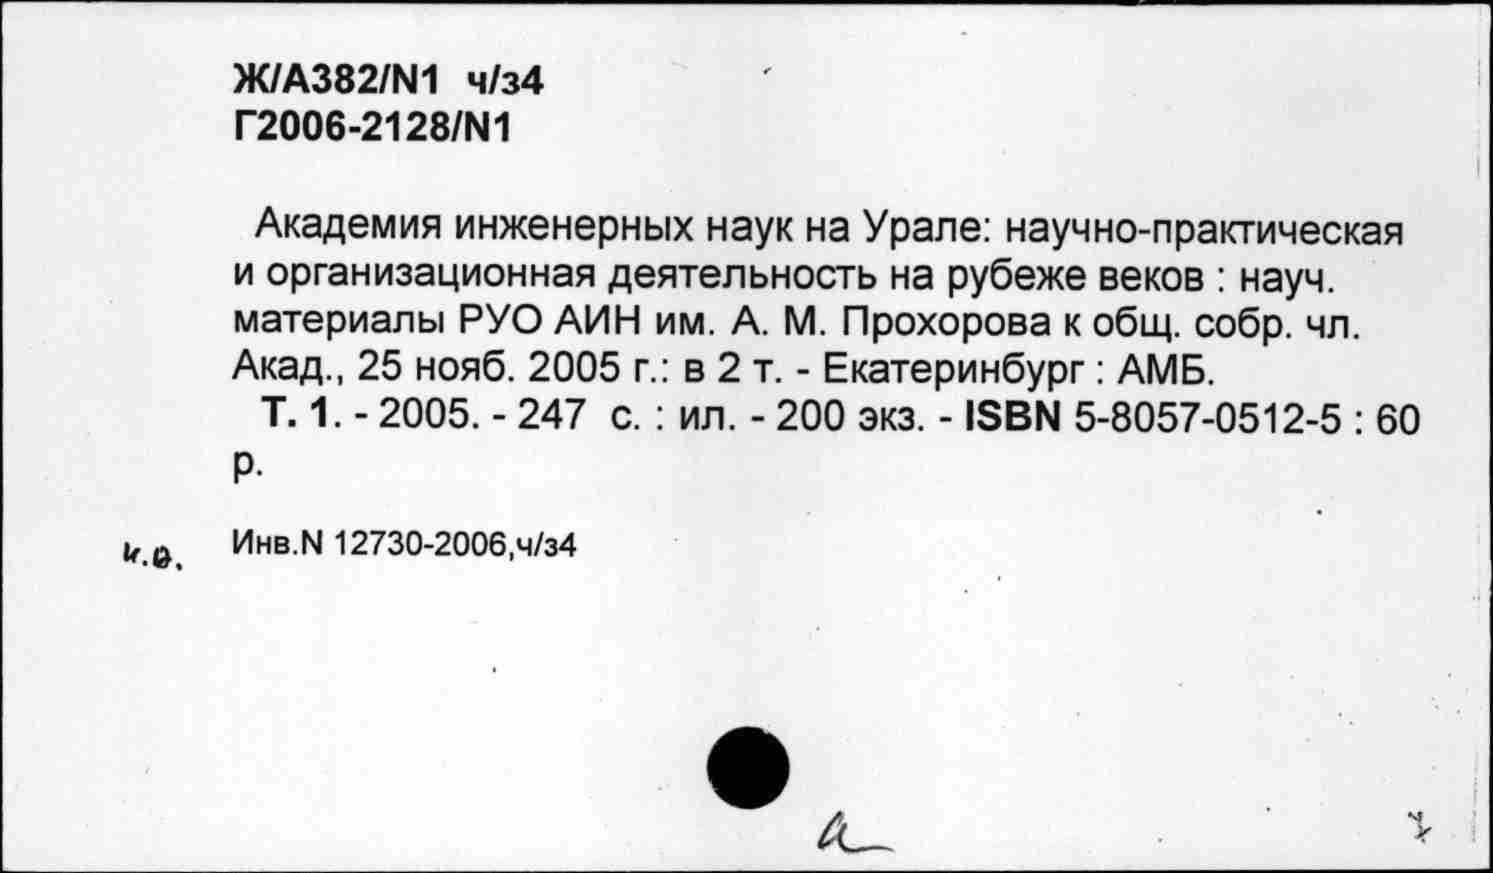 Ж/А382/N1 ч/з4
Г2006-2128/N1
Академия инженерных наук на Урале: научно-практическая
и организационная деятельность на рубеже веков : науч.
материалы РУО АИН им. А. М. Прохорова к общ. собр. чл.
Акад., 25 нояб. 2005 г.: в 2 т. - Екатеринбург : АМБ.
Т. 1. - 2005. - 247 с. : ил. - 200 экз. - ISBN 5-8057-0512-5 : 60
р.
Инв.N 12730-2006,ч/з4
а